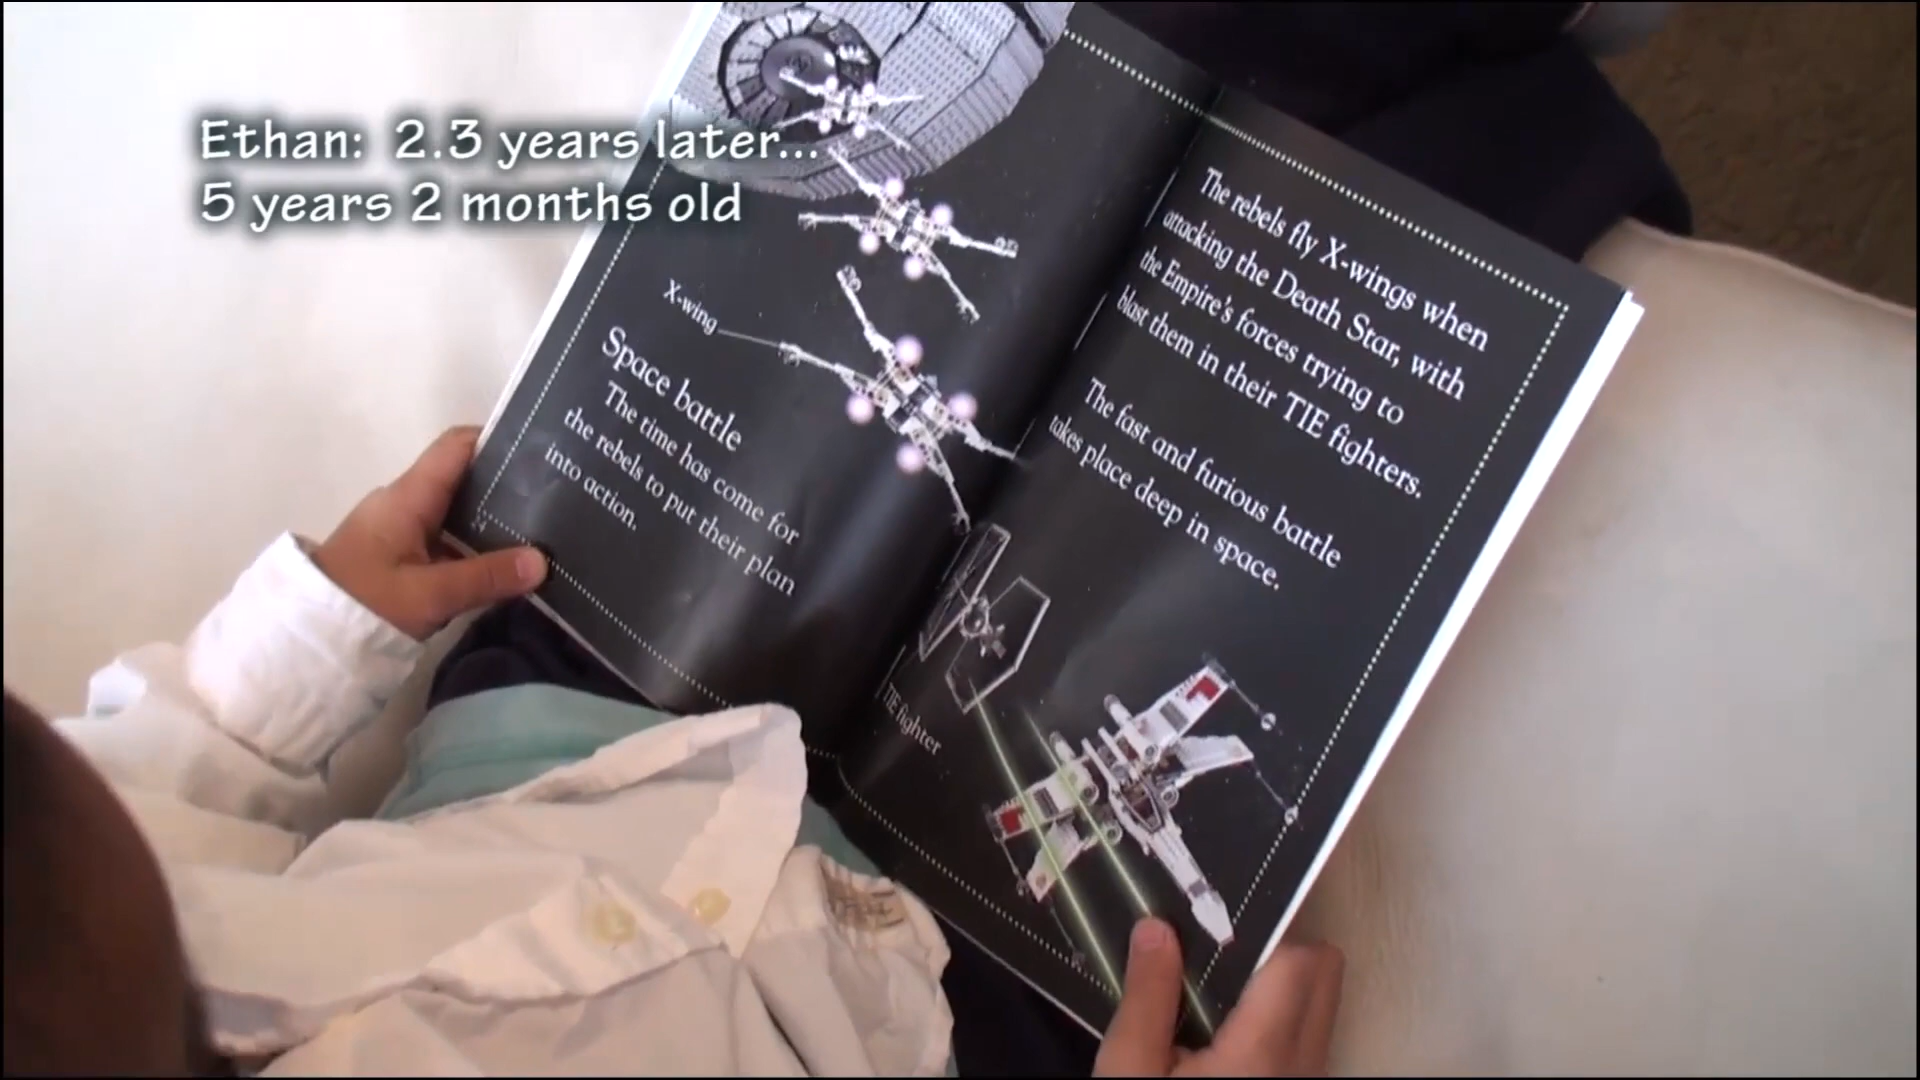 Ethan: 2.3 years later...
5 years 2 months old
X-wing
Space battle
The time has come for
the rebels to put their plan
into action.
24
The rebels fly X-wings when
attacking the Death Star, with
the Empire's forces trying to
blast them in their TIE fighters.
The fast and furious battle
takes place deep in space.
TIE fighter